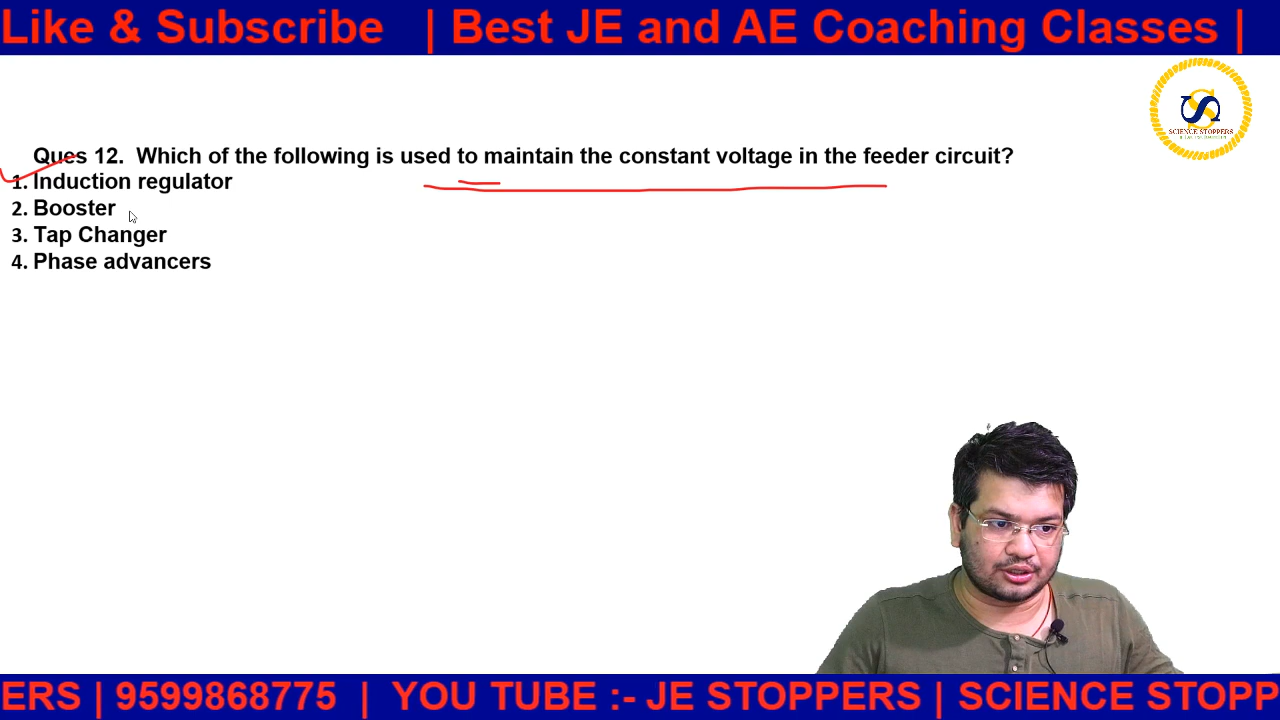 Like & Subscribe | Best JE and AE Coaching Classes |
SCIENCE STOPPERS
Ques 12. Which of the following is used to maintain the constant voltage in the feeder circuit?
1. Induction regulator
2. Booster
3. Tap Changer
4. Phase advancers
ERS | 9599868775 | YOU TUBE :- JE STOPPERS | SCIENCE STOPP